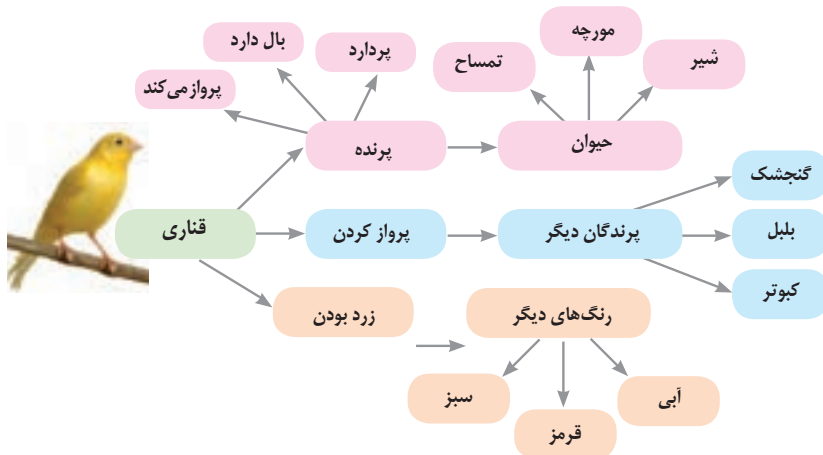 مورچه
بال دارد
پردارد
شیر
تمساح
پروازمی‌کند
پرنده
حیوان
گنجشک
قناری
پرواز کردن
پرندگان دیگر
بلبل
کبوتر
زرد بودن
رنگ‌های دیگر
سبز
آبی
قرمز